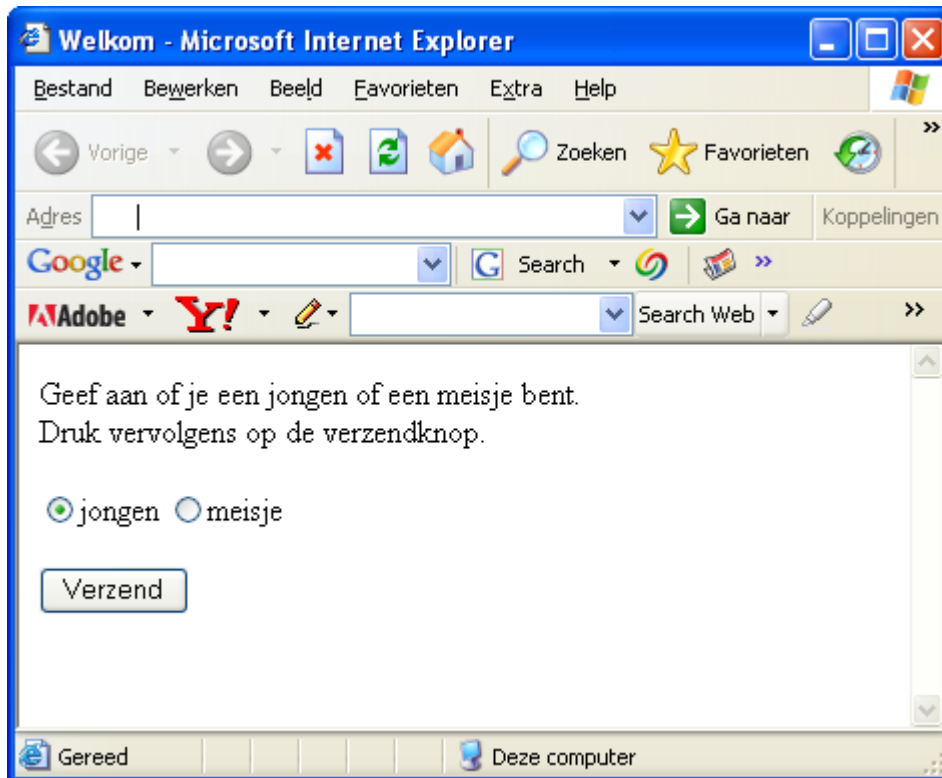 Welkom - Microsoft Internet Explorer
Bestand Bewerken Beeld Favorieten Extra Help
Vorige Zoeken Favorieten »
Adres Ga naar Koppelingen
Google G Search »
Adobe Y! Search Web »
Geef aan of je een jongen of een meisje bent.
Druk vervolgens op de verzendknop.
jongen meisje
Verzend
Gereed Deze computer